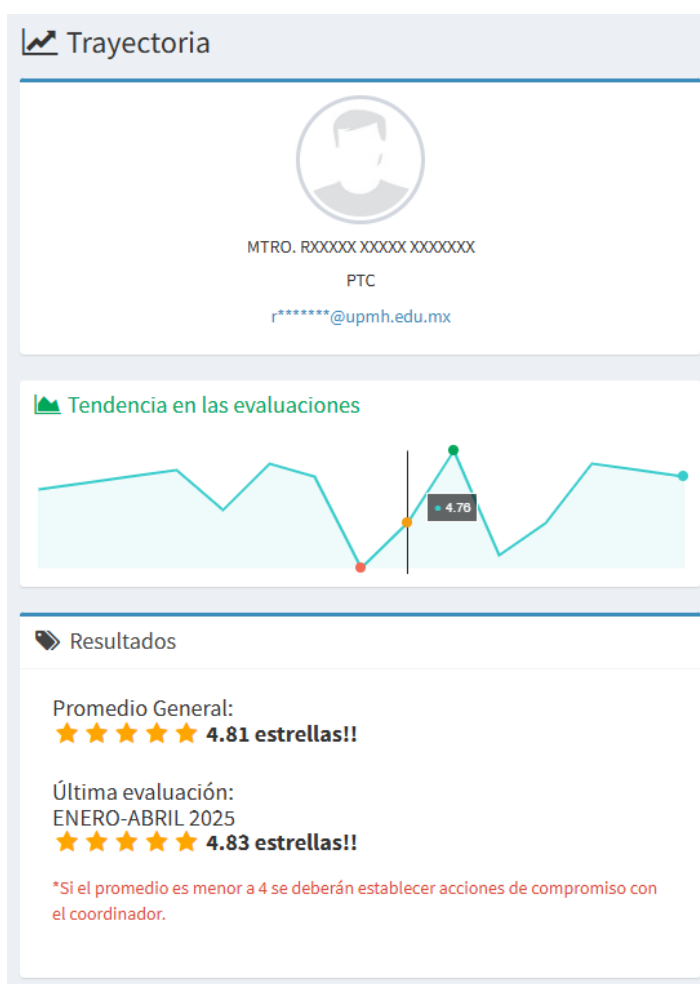 Trayectoria
MTRO. RXXXXX XXXXX XXXXXXX
PTC
r*******@upmh.edu.mx
Tendencia en las evaluaciones
4.76
Resultados
Promedio General:
4.81 estrellas!!
Última evaluación:
ENERO-ABRIL 2025
4.83 estrellas!!
*Si el promedio es menor a 4 se deberán establecer acciones de compromiso con
el coordinador.